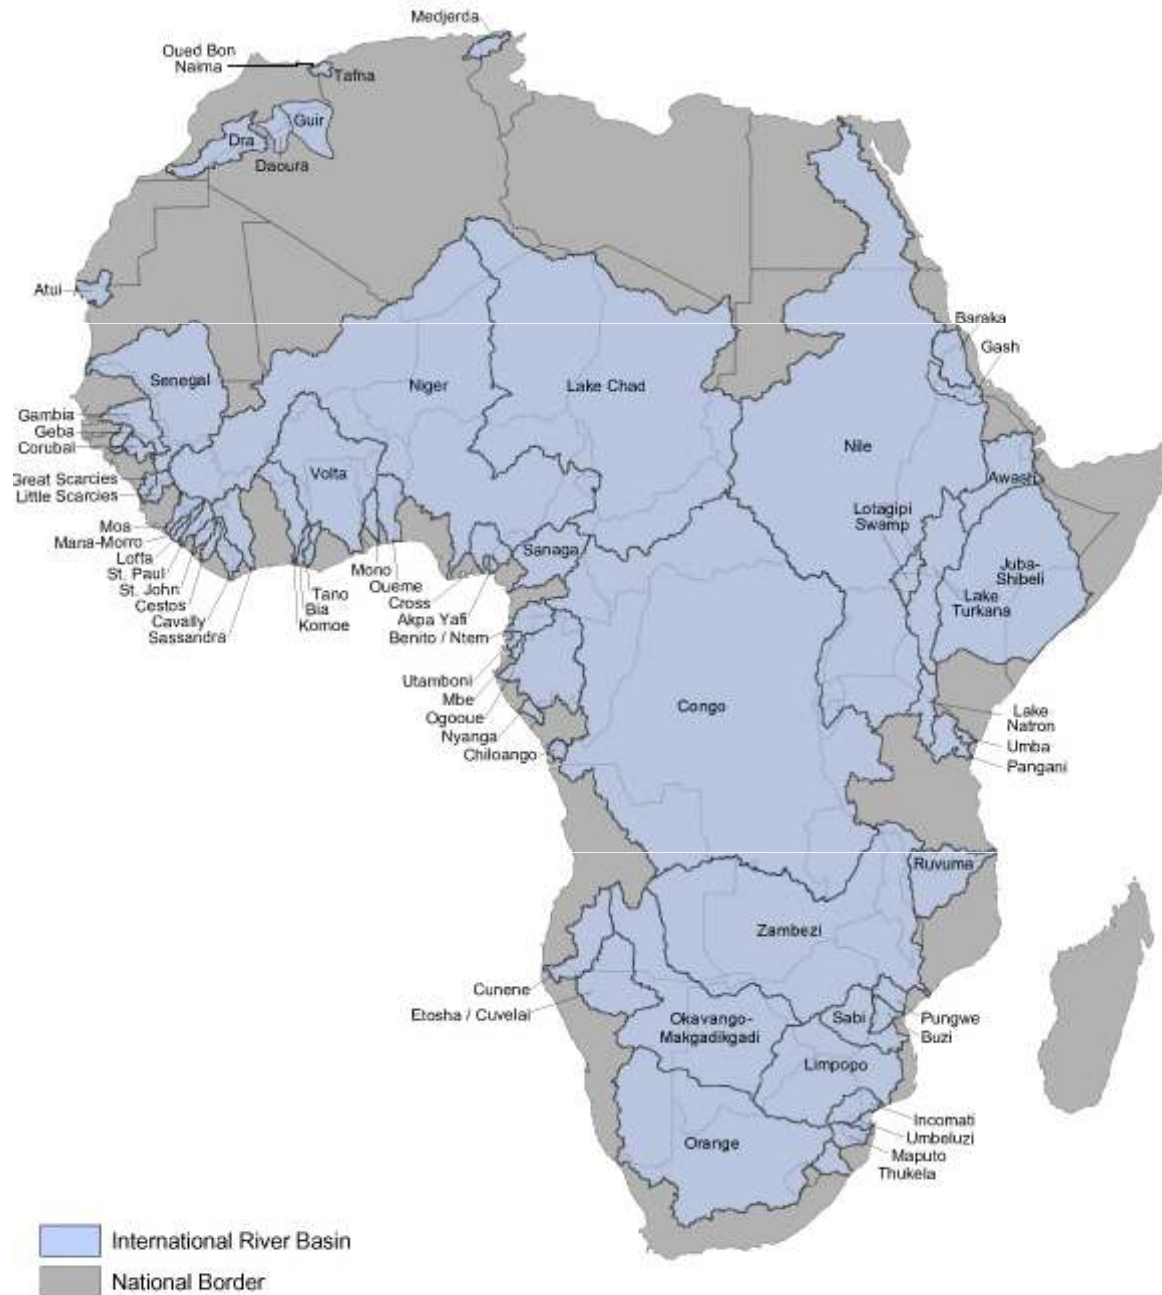 Medjerda
Oued Bon
Naima
Tafna
Guir
Dra
Daoura
Atui
Baraka
Gash
Senegal
Niger
Lake Chad
Gambia
Geba
Corubal
Nile
Volta
Great Scarcies
Little Scarcies
Awash
Lotagipi
Swamp
Moa
Mana-Morro
Loffa
St. Paul
St. John
Cestos
Cavally
Sassandra
Sanaga
Juba-
Shibeli
Lake
Turkana
Mono
Oueme
Tano
Bia
Komoe
Cross
Akpa Yafi
Benito / Ntem
Utamboni
Mbe
Ogooue
Nyanga
Chiloango
Congo
Lake
Natron
Umba
Pangani
Ruvuma
Zambezi
Cunene
Etosha / Cuvelai
Okavango-
Makgadikgadi
Sabi
Pungwe
Buzi
Limpopo
Incomati
Umbeluzi
Maputo
Thukela
Orange
International River Basin
National Border